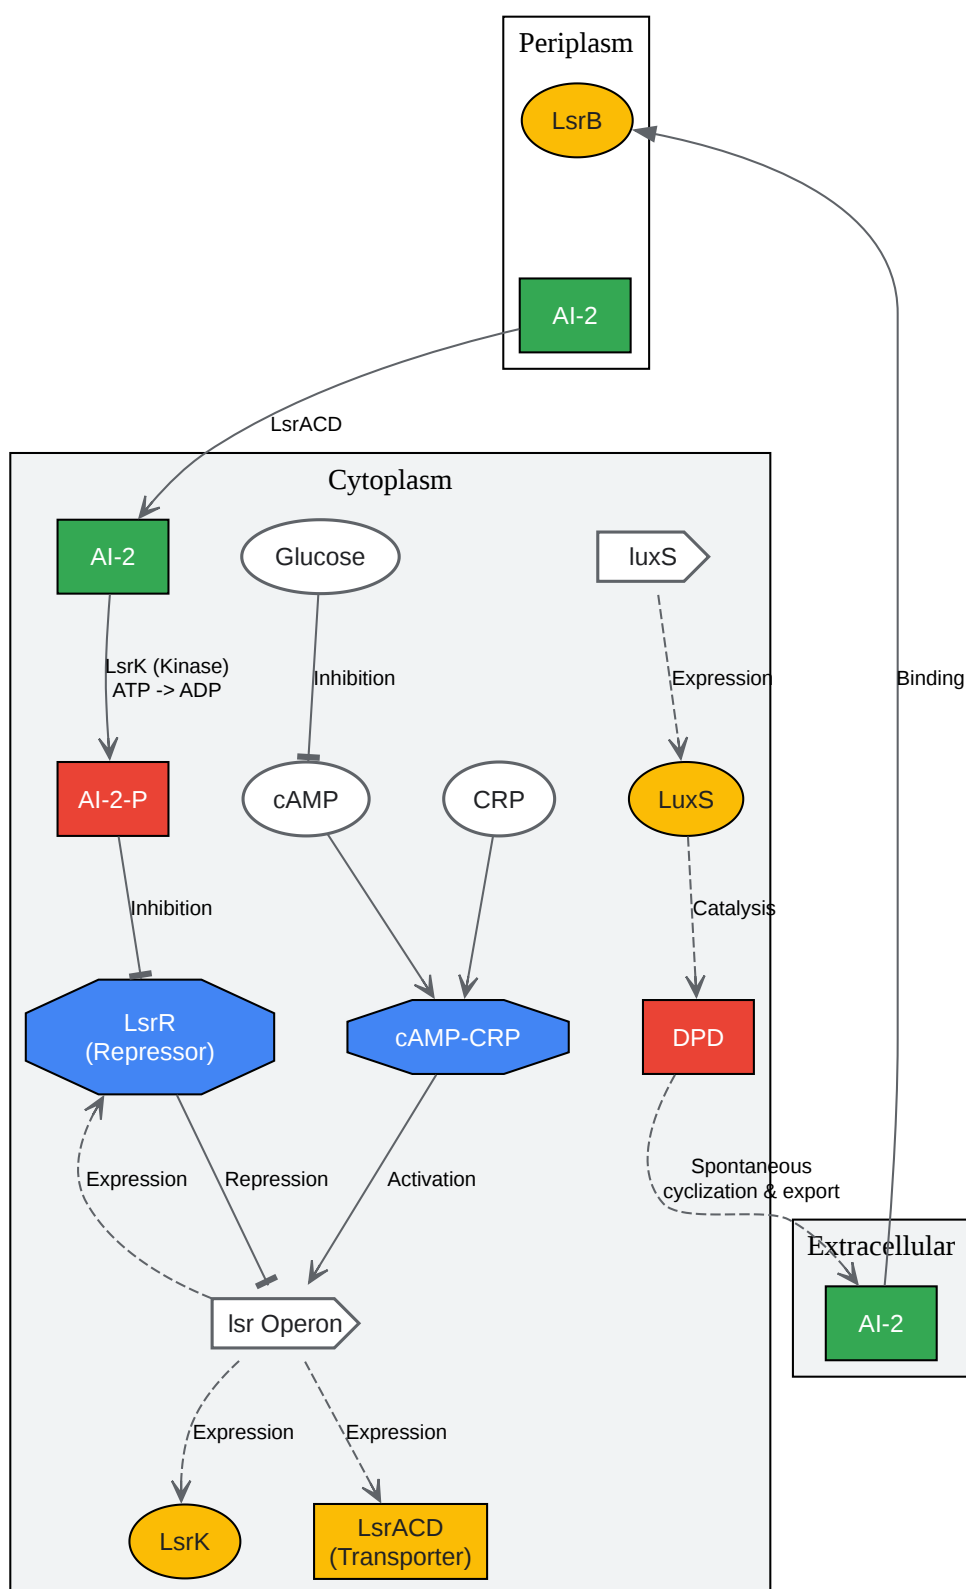 Periplasm
LsrB
AI-2
LsrACD
Cytoplasm
AI-2
Glucose
luxS
LsrK (Kinase)
ATP -> ADP
Inhibition
Expression
Binding
AI-2-P
cAMP
CRP
LuxS
Inhibition
Catalysis
LsrR
(Repressor)
cAMP-CRP
DPD
Expression
Repression
Activation
Spontaneous
cyclization & export
Extracellular
AI-2
lsr Operon
Expression
Expression
LsrK
LsrACD
(Transporter)